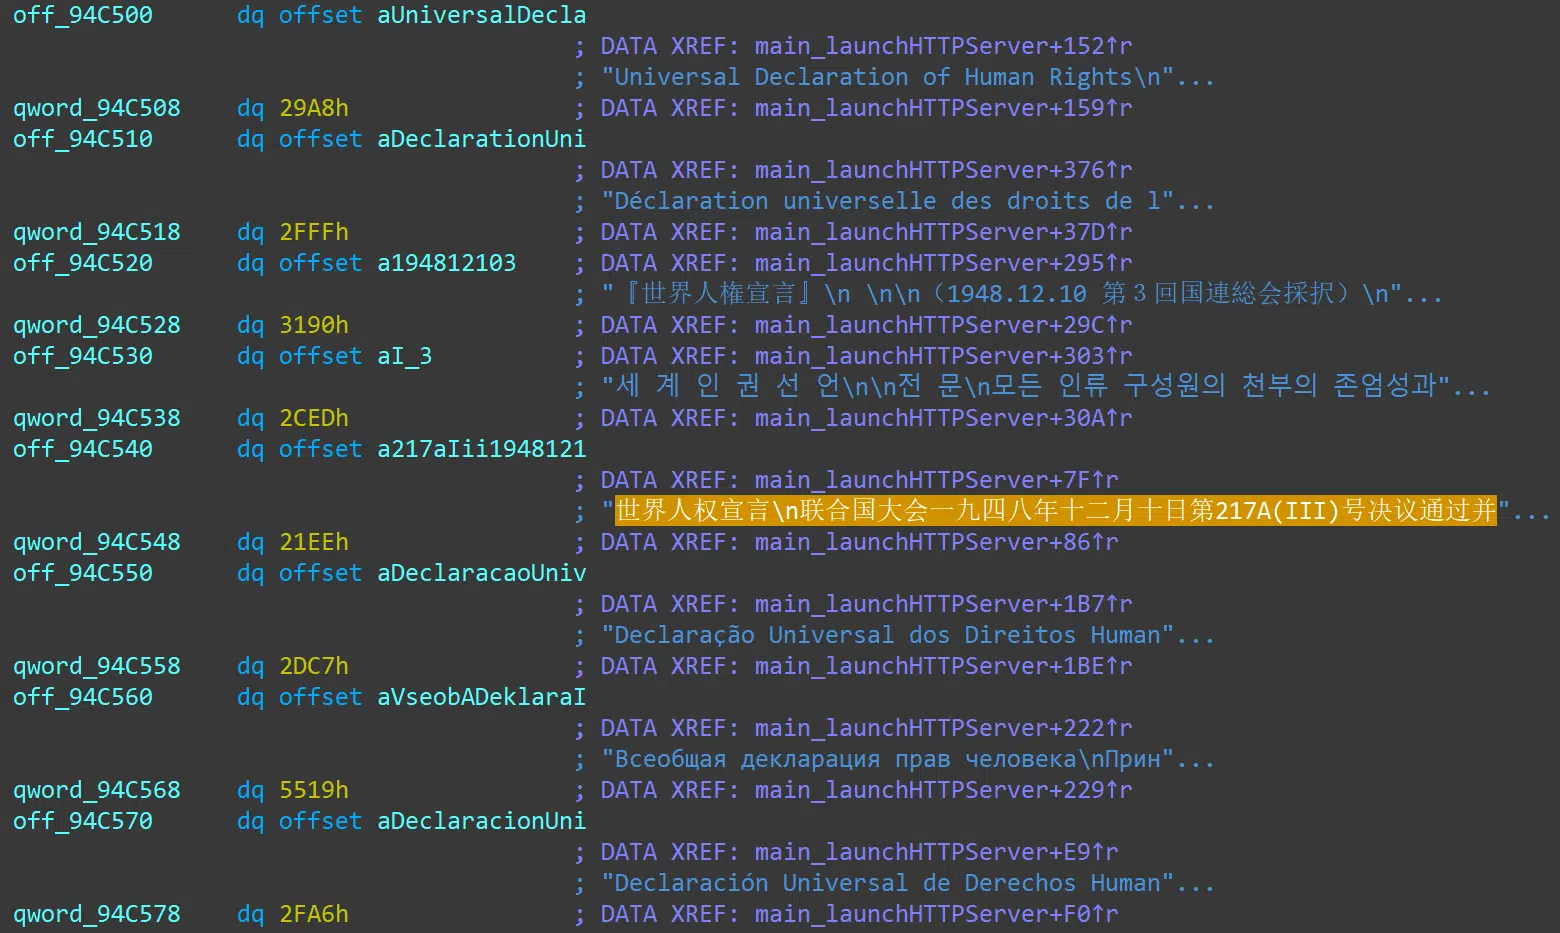 off_94C500 dq offset aUniversalDecla
; DATA XREF: main_launchHTTPServer+152↑r
; "Universal Declaration of Human Rights\n"...
qword_94C508 dq 29A8h ; DATA XREF: main_launchHTTPServer+159↑r
off_94C510 dq offset aDeclarationUni
; DATA XREF: main_launchHTTPServer+376↑r
; "Déclaration universelle des droits de l"...
qword_94C518 dq 2FFFh ; DATA XREF: main_launchHTTPServer+37D↑r
off_94C520 dq offset a194812103 ; DATA XREF: main_launchHTTPServer+295↑r
; "『世界人権宣言』\n \n\n（1948.12.10 第３回国連総会採択）\n"...
qword_94C528 dq 3190h ; DATA XREF: main_launchHTTPServer+29C↑r
off_94C530 dq offset aI_3 ; DATA XREF: main_launchHTTPServer+303↑r
; "세 계 인 권 선 언\n\n전 문\n모든 인류 구성원의 천부의 존엄성과"...
qword_94C538 dq 2CEDh ; DATA XREF: main_launchHTTPServer+30A↑r
off_94C540 dq offset a217aIii1948121
; DATA XREF: main_launchHTTPServer+7F↑r
; "世界人权宣言\n联合国大会一九四八年十二月十日第217A(III)号决议通过并"...
qword_94C548 dq 21EEh ; DATA XREF: main_launchHTTPServer+86↑r
off_94C550 dq offset aDeclaracaoUniv
; DATA XREF: main_launchHTTPServer+1B7↑r
; "Declaração Universal dos Direitos Human"...
qword_94C558 dq 2DC7h ; DATA XREF: main_launchHTTPServer+1BE↑r
off_94C560 dq offset aVseobADeklaraI
; DATA XREF: main_launchHTTPServer+222↑r
; "Всеобщая декларация прав человека\nПрин"...
qword_94C568 dq 5519h ; DATA XREF: main_launchHTTPServer+229↑r
off_94C570 dq offset aDeclaracionUni
; DATA XREF: main_launchHTTPServer+E9↑r
; "Declaración Universal de Derechos Human"...
qword_94C578 dq 2FA6h ; DATA XREF: main_launchHTTPServer+F0↑r